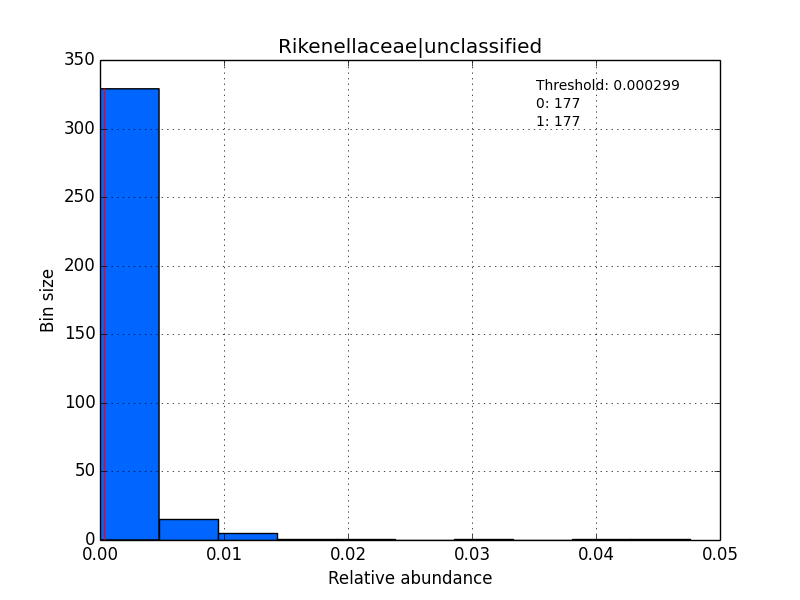 Rikenellaceae|unclassified
Threshold: 0.000299
0: 177
1: 177
350
300
250
200
150
100
50
0
Bin size
0.00 0.01 0.02 0.03 0.04 0.05
Relative abundance